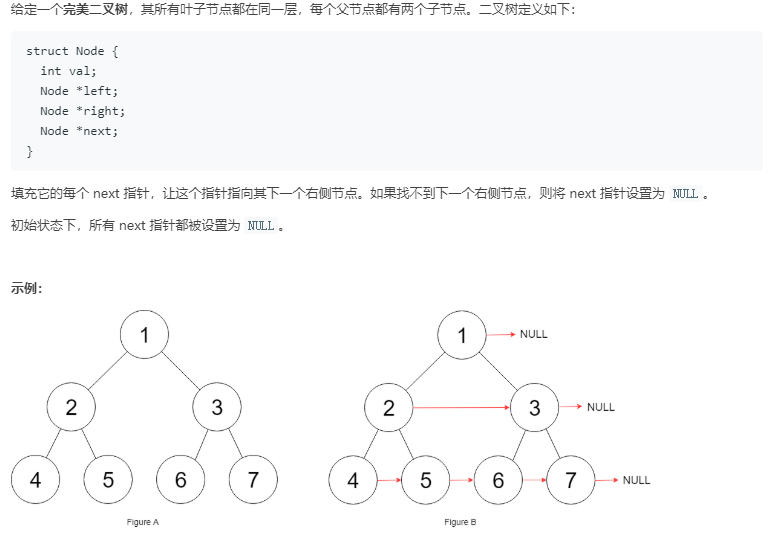 给定一个完美二叉树，其所有叶子节点都在同一层，每个父节点都有两个子节点。二叉树定义如下：
struct Node {
  int val;
  Node *left;
  Node *right;
  Node *next;
}
填充它的每个 next 指针，让这个指针指向其下一个右侧节点。如果找不到下一个右侧节点，则将 next 指针设置为 NULL 。
初始状态下，所有 next 指针都被设置为 NULL 。
示例：
1
2 3
4 5 6 7
Figure A
1 NULL
2 3 NULL
4 5 6 7 NULL
Figure B